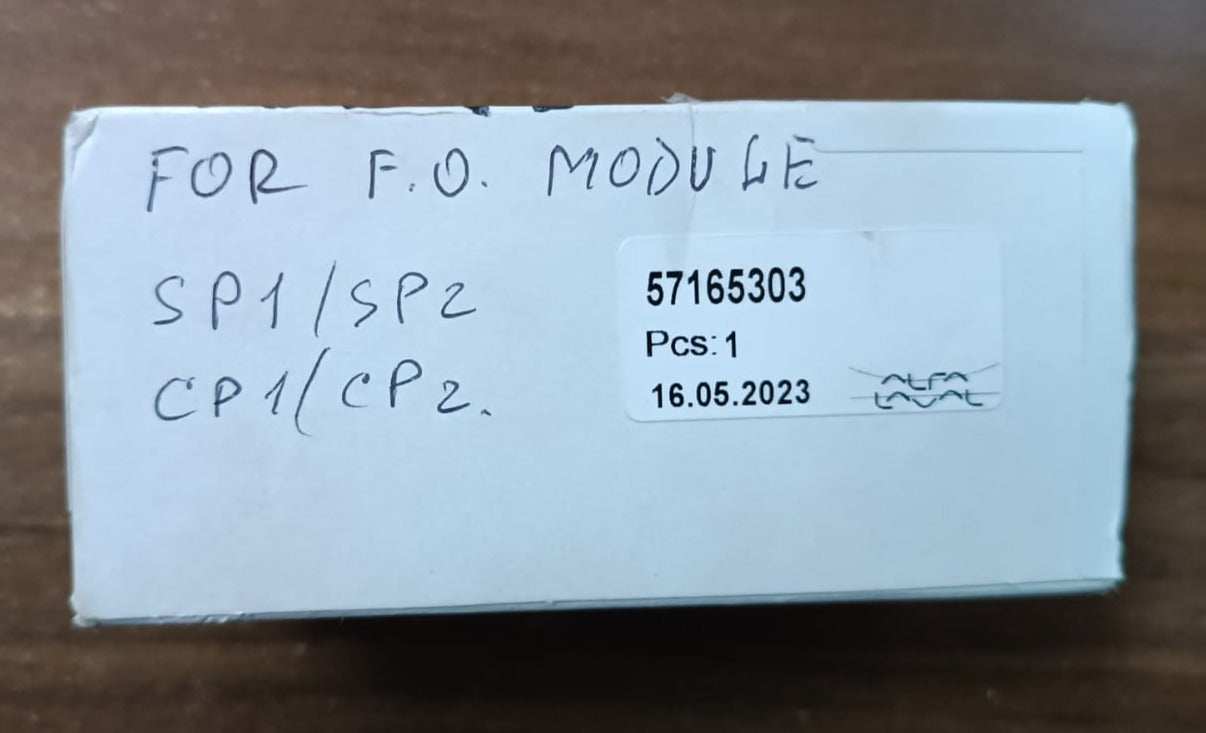 FOR F.O. MODULE
SP1/SP2
CP1/CP2.
57165303
Pcs: 1
16.05.2023
ALFA
LAVAL